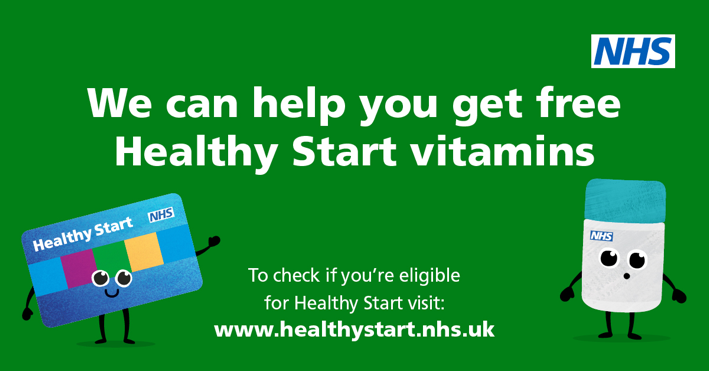 NHS
We can help you get free
Healthy Start vitamins
Healthy Start NHS
NHS
To check if you're eligible
for Healthy Start visit:
www.healthystart.nhs.uk